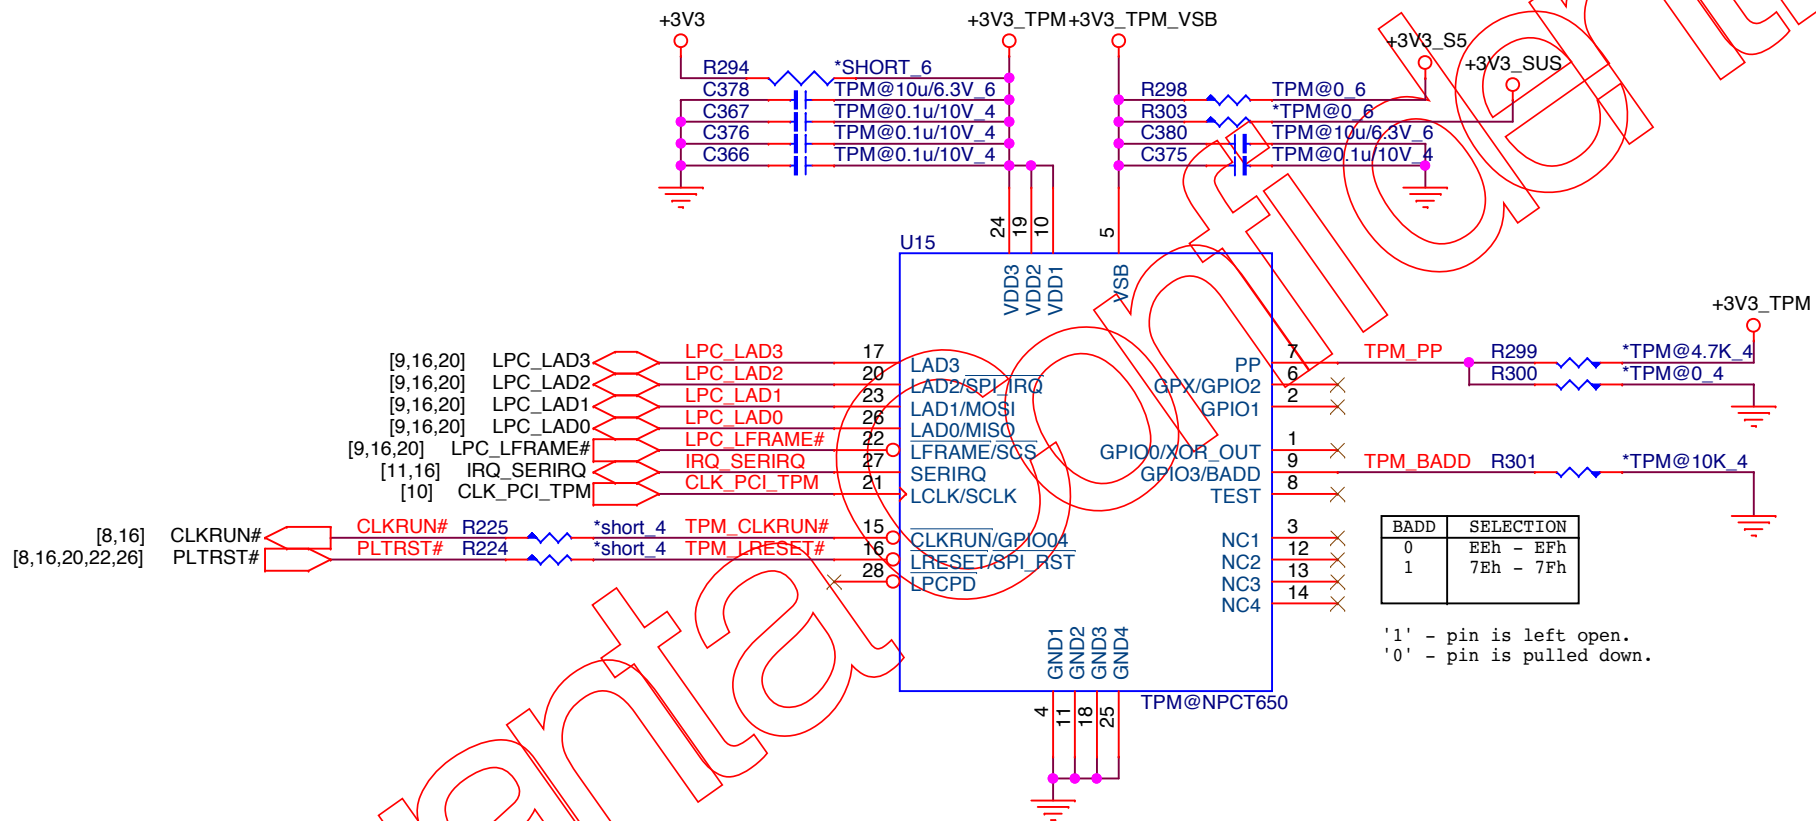 +3V3
+3V3_TPM
+3V3_TPM_VSB
+3V3_S5
+3V3_SUS
R294 *SHORT_6
C378 TPM@10u/6.3V_6
C367 TPM@0.1u/10V_4
C376 TPM@0.1u/10V_4
C366 TPM@0.1u/10V_4
R298 TPM@0_6
R303 *TPM@0_6
C380 TPM@10u/6.3V_6
C375 TPM@0.1u/10V_4
24 19 10 5
U15
VDD3 VDD2 VDD1 VSB
+3V3_TPM
[9,16,20] LPC_LAD3 LPC_LAD3 17 LAD3
[9,16,20] LPC_LAD2 LPC_LAD2 20 LAD2/SPI_IRQ
[9,16,20] LPC_LAD1 LPC_LAD1 23 LAD1/MOSI
[9,16,20] LPC_LAD0 LPC_LAD0 26 LAD0/MISO
[9,16,20] LPC_LFRAME# LPC_LFRAME# 22 LFRAME/SCS
[11,16] IRQ_SERIRQ IRQ_SERIRQ 27 SERIRQ
[10] CLK_PCI_TPM CLK_PCI_TPM 21 LCLK/SCLK
[8,16] CLKRUN# CLKRUN# R225 *short_4 TPM_CLKRUN# 15 CLKRUN/GPIO04
[8,16,20,22,26] PLTRST# PLTRST# R224 *short_4 TPM_LRESET# 16 LRESET/SPI_RST
28 LPCPD
PP 7 TPM_PP R299 *TPM@4.7K_4
GPX/GPIO2 6 R300 *TPM@0_4
GPIO1 2
GPIO0/XOR_OUT 1
GPIO3/BADD 9 TPM_BADD R301 *TPM@10K_4
TEST 8
NC1 3
NC2 12
NC3 13
NC4 14
BADD SELECTION
0 EEh - EFh
1 7Eh - 7Fh
'1' - pin is left open.
'0' - pin is pulled down.
GND1 GND2 GND3 GND4
4 11 18 25
TPM@NPCT650
anta Confidenti